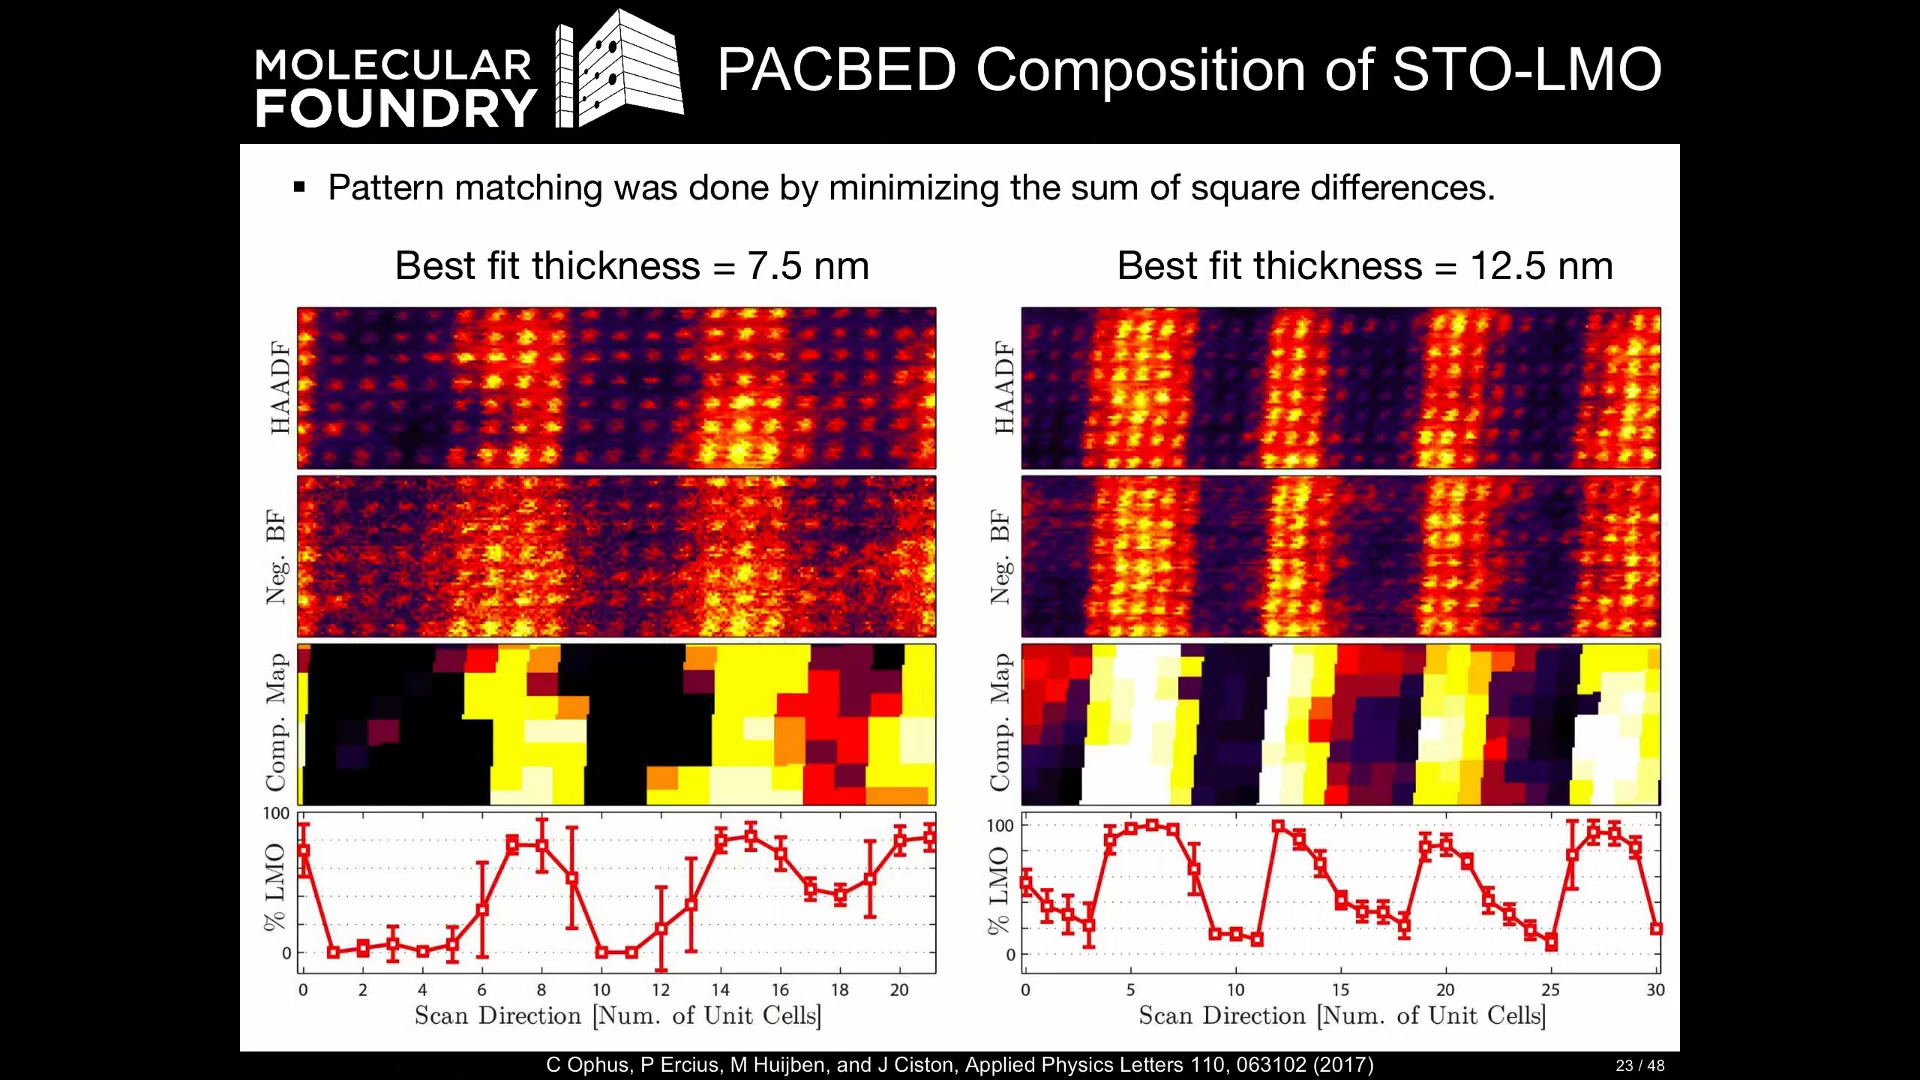 MOLECULAR
FOUNDRY
PACBED Composition of STO-LMO
▪ Pattern matching was done by minimizing the sum of square differences.
Best fit thickness = 7.5 nm
HAADF
Neg. BF
Comp. Map
% LMO
100
0
0 2 4 6 8 10 12 14 16 18 20
Scan Direction [Num. of Unit Cells]
Best fit thickness = 12.5 nm
HAADF
Neg. BF
Comp. Map
% LMO
100
0
0 5 10 15 20 25 30
Scan Direction [Num. of Unit Cells]
C Ophus, P Ercius, M Huijben, and J Ciston, Applied Physics Letters 110, 063102 (2017)
23 / 48